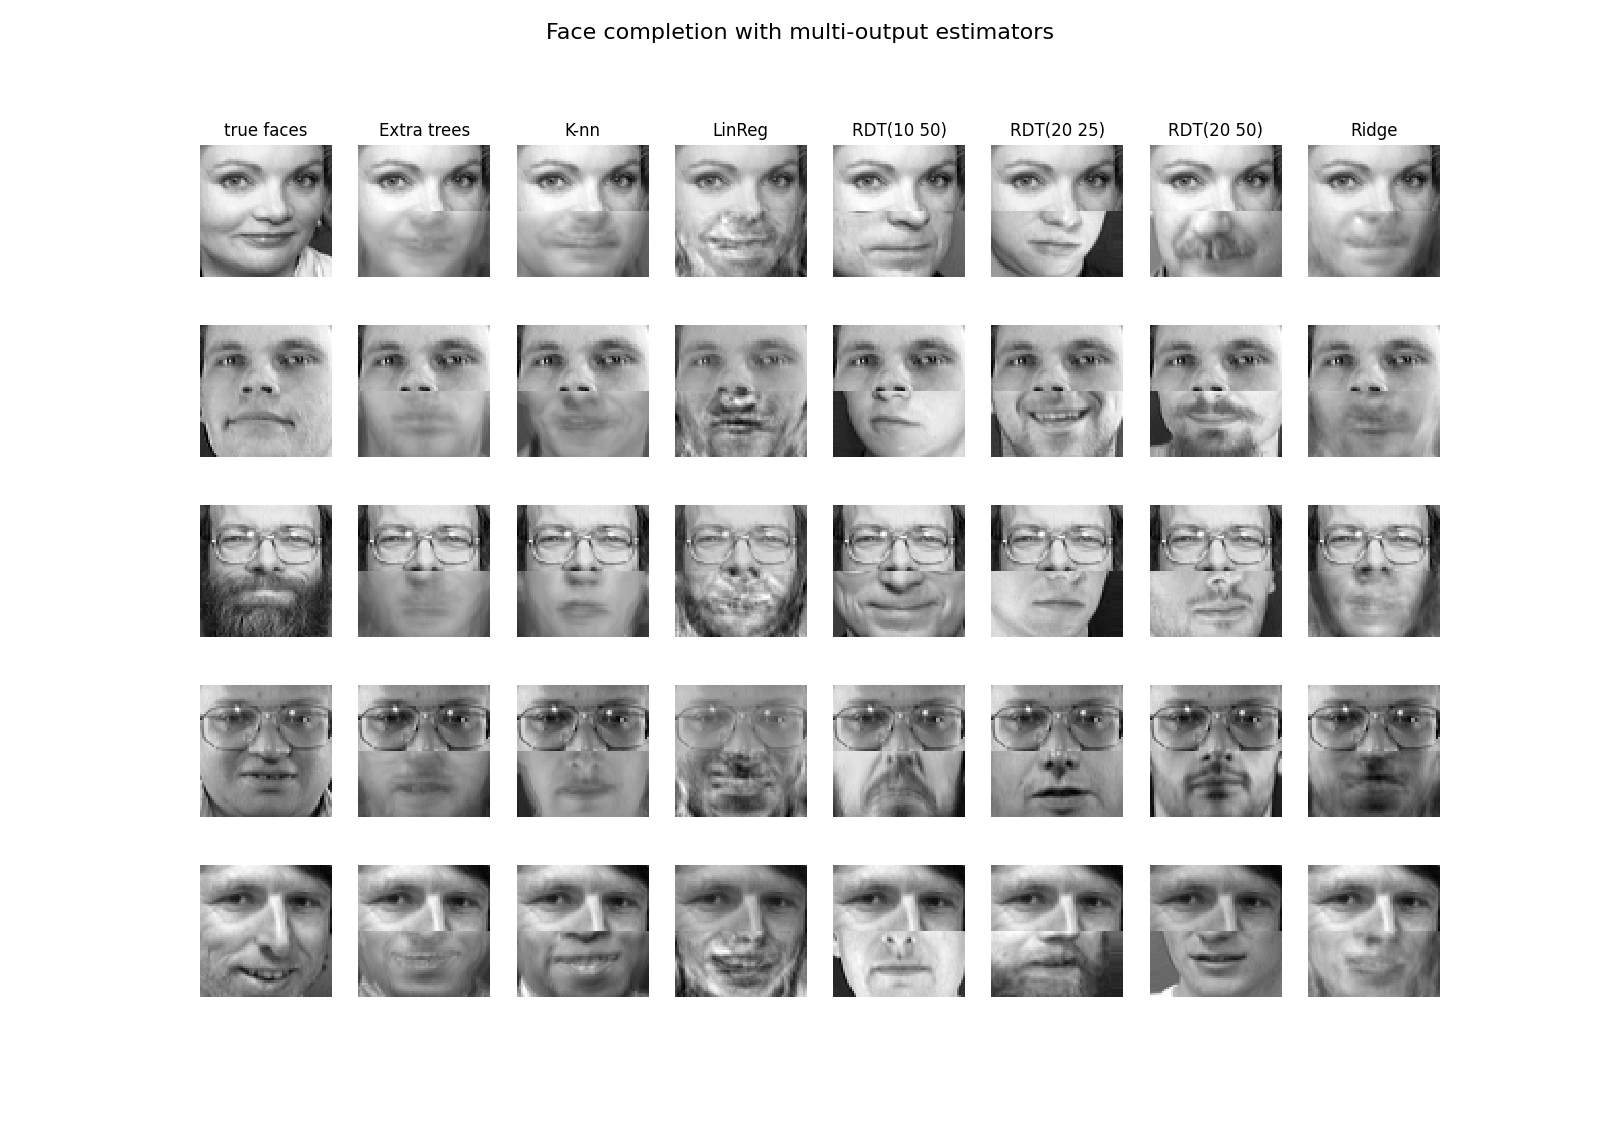 Face completion with multi-output estimators
true faces Extra trees K-nn LinReg RDT(10 50) RDT(20 25) RDT(20 50) Ridge